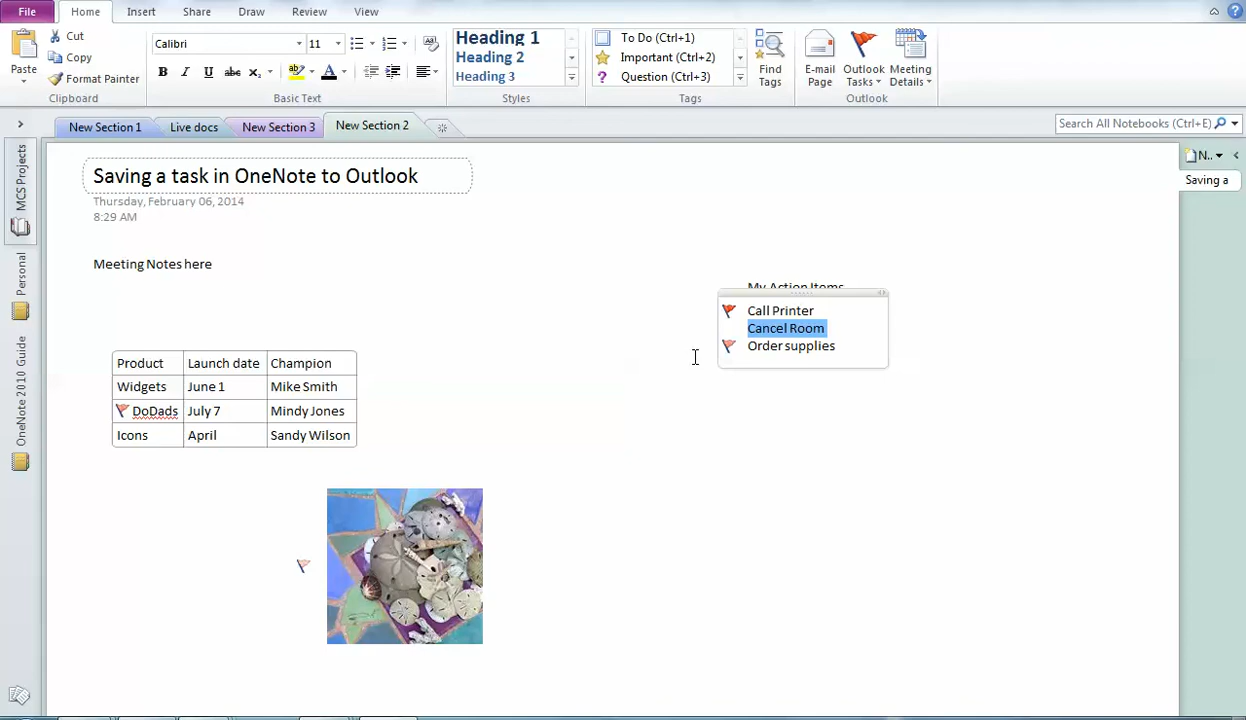 File Home Insert Share Draw Review View
Paste
Cut
Copy
Format Painter
Clipboard
Calibri 11
B I U abc x₂ ab A
Basic Text
Heading 1
Heading 2
Heading 3
Styles
To Do (Ctrl+1)
Important (Ctrl+2)
? Question (Ctrl+3)
Tags
Find
Tags
E-mail
Page
Outlook
Tasks
Meeting
Details
Outlook
New Section 1 Live docs New Section 3 New Section 2
Search All Notebooks (Ctrl+E)
MCS Projects
Personal
OneNote 2010 Guide
N..
Saving a
Saving a task in OneNote to Outlook
Thursday, February 06, 2014
8:29 AM
Meeting Notes here
My Action Items
Call Printer
Cancel Room
Order supplies
Product Launch date Champion
Widgets June 1 Mike Smith
DoDads July 7 Mindy Jones
Icons April Sandy Wilson